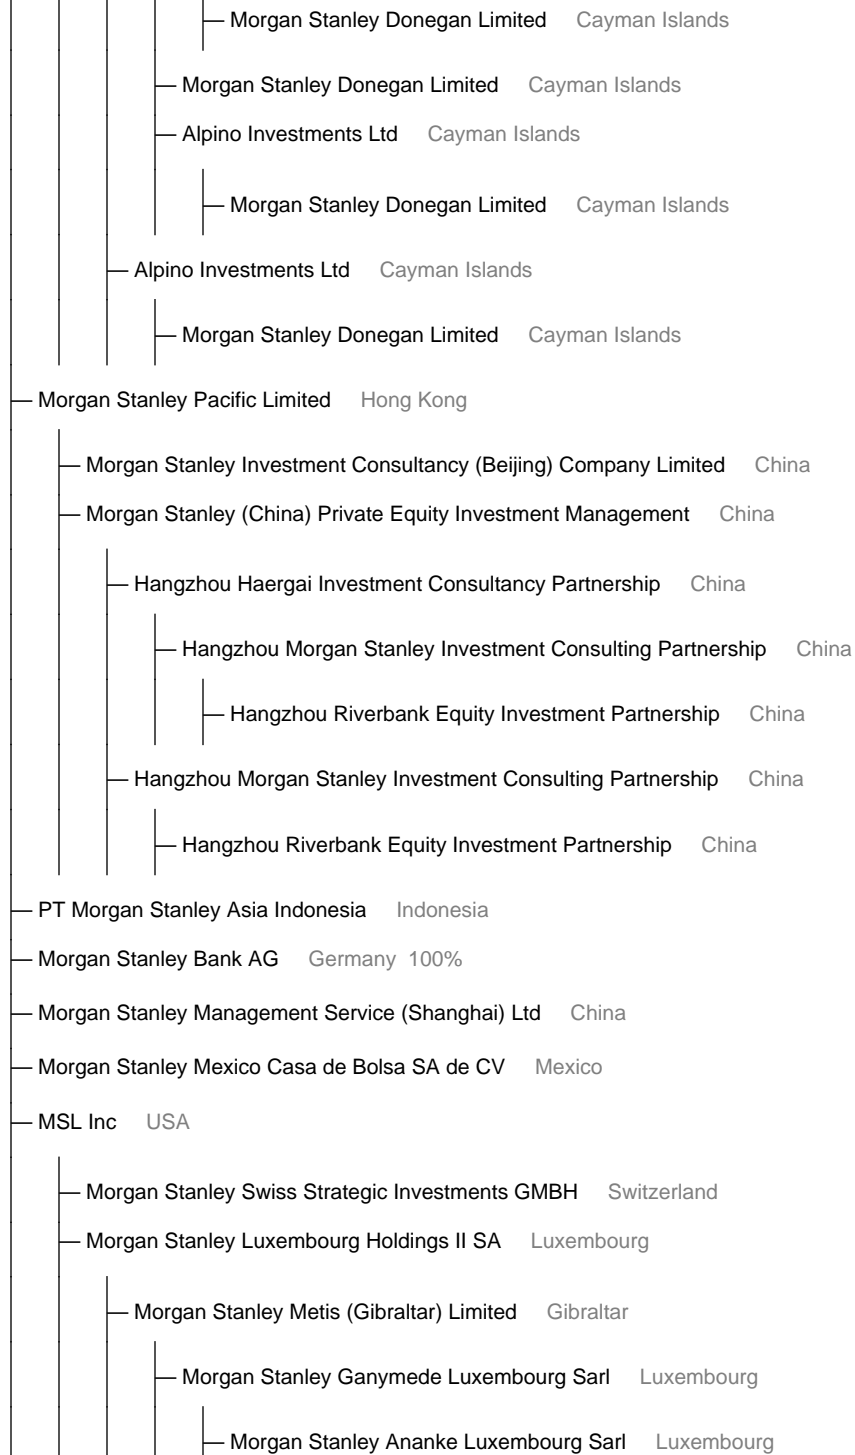 Morgan Stanley Donegan Limited Cayman Islands
Morgan Stanley Donegan Limited Cayman Islands
Alpino Investments Ltd Cayman Islands
Morgan Stanley Donegan Limited Cayman Islands
Alpino Investments Ltd Cayman Islands
Morgan Stanley Donegan Limited Cayman Islands
Morgan Stanley Pacific Limited Hong Kong
Morgan Stanley Investment Consultancy (Beijing) Company Limited China
Morgan Stanley (China) Private Equity Investment Management China
Hangzhou Haergai Investment Consultancy Partnership China
Hangzhou Morgan Stanley Investment Consulting Partnership China
Hangzhou Riverbank Equity Investment Partnership China
Hangzhou Morgan Stanley Investment Consulting Partnership China
Hangzhou Riverbank Equity Investment Partnership China
PT Morgan Stanley Asia Indonesia Indonesia
Morgan Stanley Bank AG Germany 100%
Morgan Stanley Management Service (Shanghai) Ltd China
Morgan Stanley Mexico Casa de Bolsa SA de CV Mexico
MSL Inc USA
Morgan Stanley Swiss Strategic Investments GMBH Switzerland
Morgan Stanley Luxembourg Holdings II SA Luxembourg
Morgan Stanley Metis (Gibraltar) Limited Gibraltar
Morgan Stanley Ganymede Luxembourg Sarl Luxembourg
Morgan Stanley Ananke Luxembourg Sarl Luxembourg